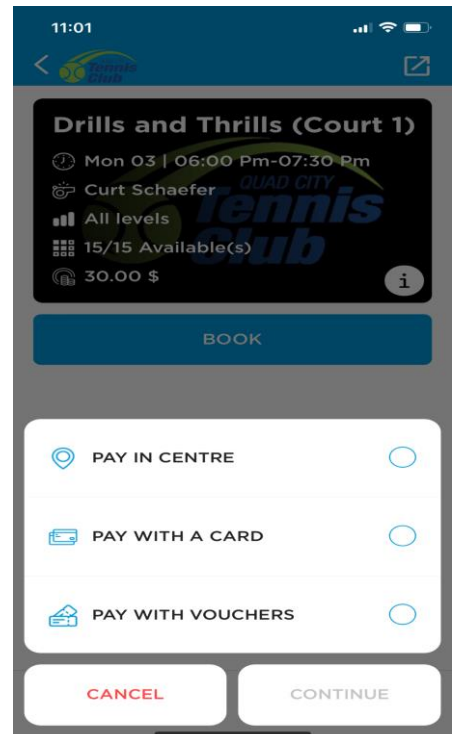 11:01
Tennis
Club
Drills and Thrills (Court 1)
Mon 03 | 06:00 Pm-07:30 Pm
Curt Schaefer
QUAD CITY
Tennis
Club
All levels
15/15 Available(s)
30.00 $
i
BOOK
PAY IN CENTRE
PAY WITH A CARD
PAY WITH VOUCHERS
CANCEL
CONTINUE